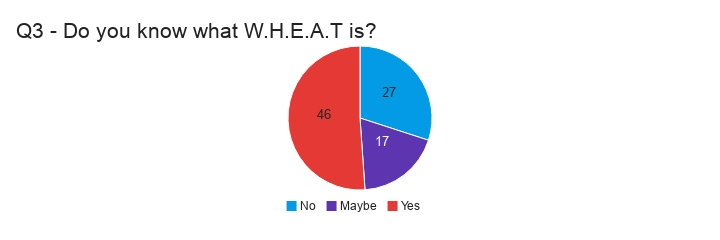 Q3 - Do you know what W.H.E.A.T is?
27
46
17
No Maybe Yes